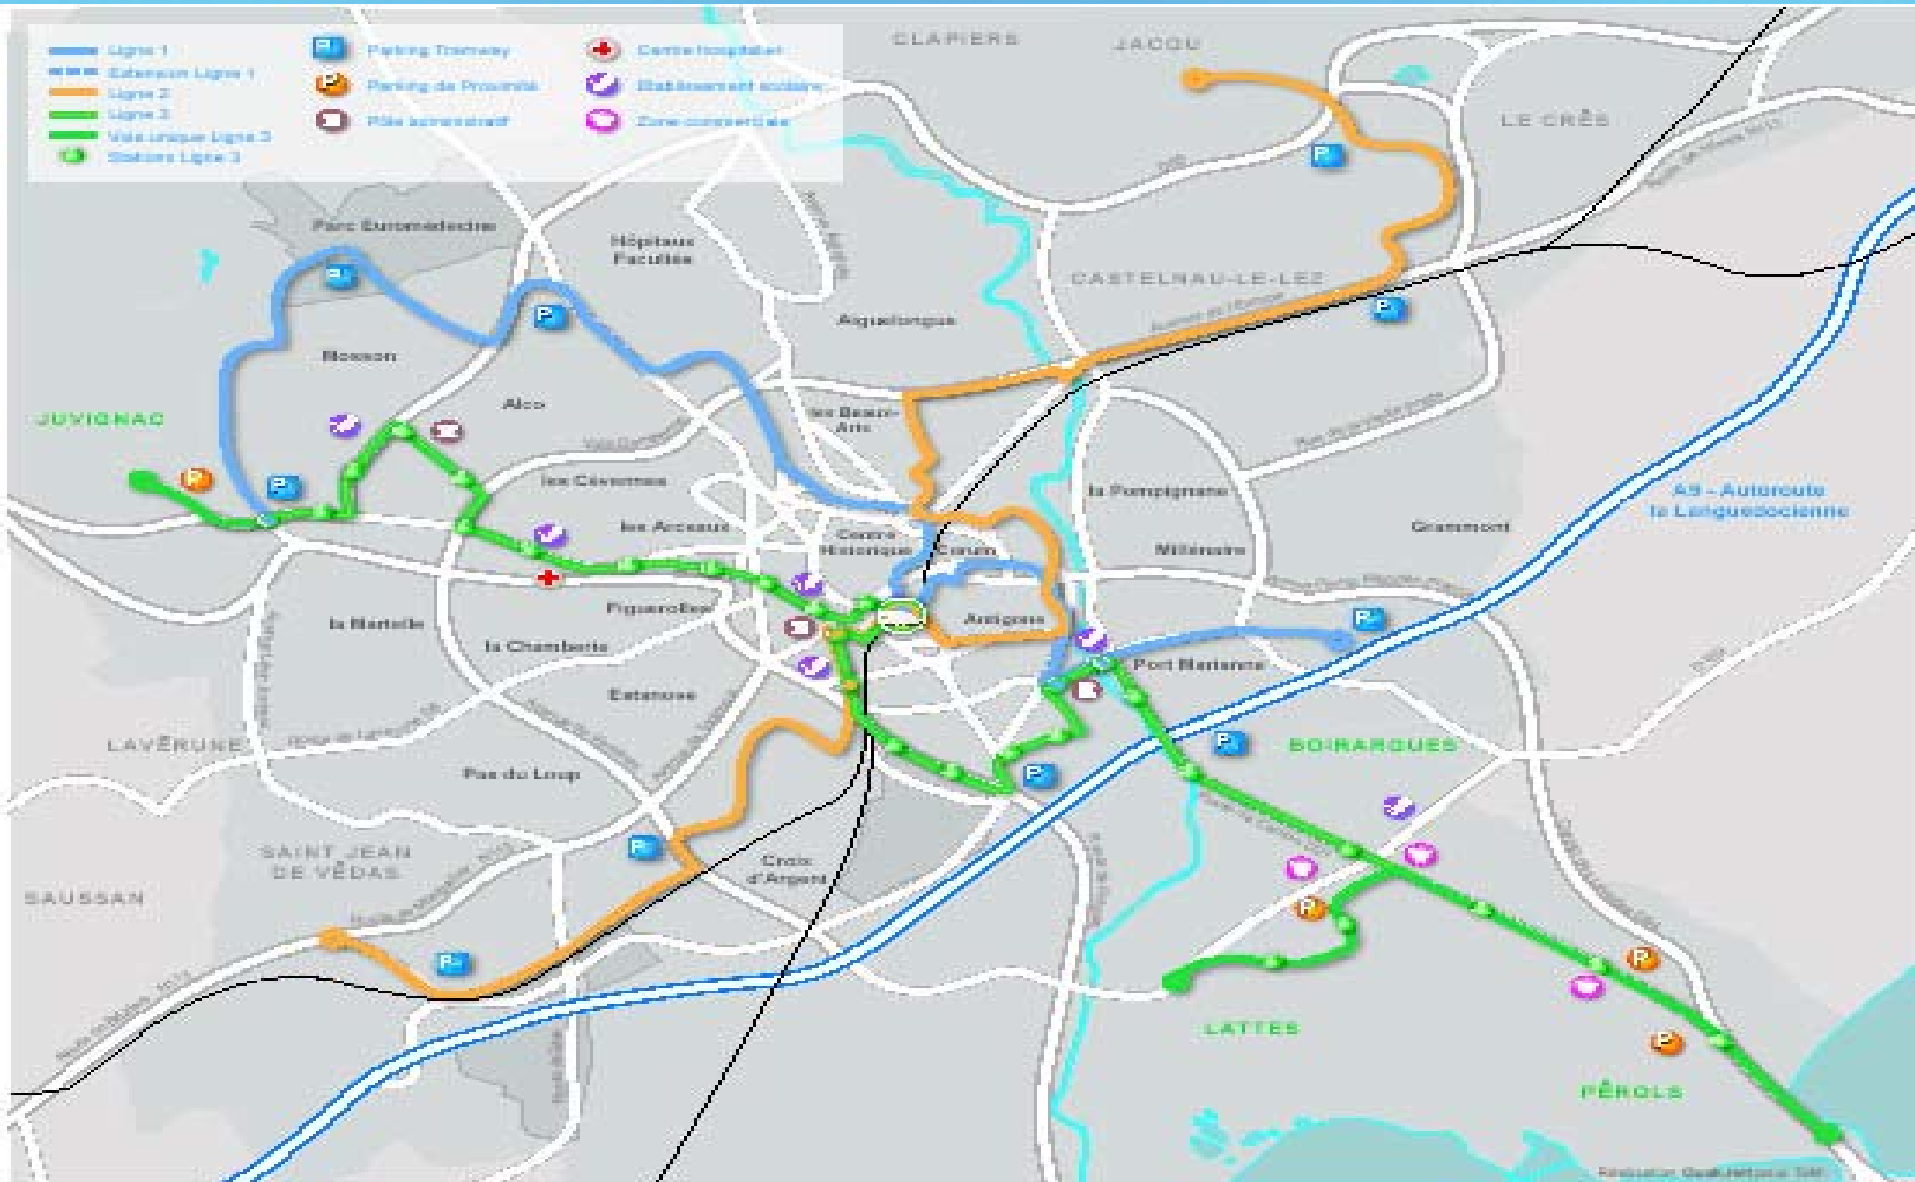 Ligne 1
Extension Ligne 1
Ligne 2
Ligne 3
Voie unique Ligne 3
Stations Ligne 3
P Parking Tramway
P Parking de Proximité
Pôle administratif
Centre hospitalier
Etablissement scolaire
Zone commerciale
CLAPIERS
JACOU
LE CRÈS
Parc Euromédecine
Hôpitaux
Facultés
CASTELNAU-LE-LEZ
Aiguelongue
Mosson
Alco
JUVIGNAC
les Beaux-
Arts
les Cévennes
la Pompignane
A9 - Autoroute
la Languedocienne
les Arceaux
Grammont
Centre
Historique
Corum
Millénaire
Figuerolles
la Martelle
la Chamberte
Antigone
Port Marianne
Estanove
LAVÉRUNE
BOIRARGUES
Pas du Loup
SAINT JEAN
DE VÉDAS
Croix
d'Argent
SAUSSAN
LATTES
PÉROLS